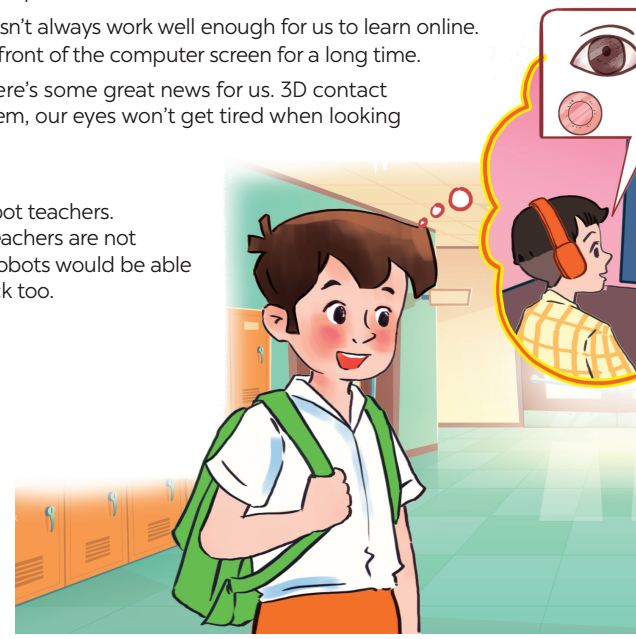 sn't always work well enough for us to learn online.
front of the computer screen for a long time.
ere's some great news for us. 3D contact
em, our eyes won't get tired when looking
ot teachers.
eachers are not
obots would be able
ck too.